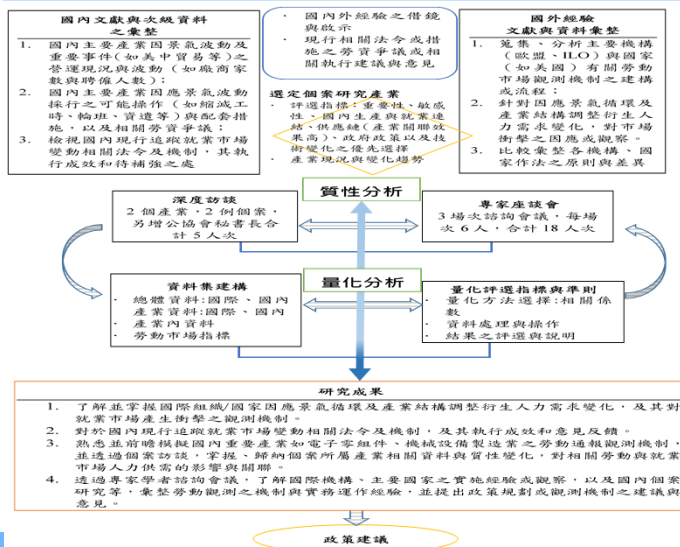 國內文獻與次級資料
之彙整
1. 國內主要產業因景氣波動及
重要事件(如美中貿易等)之
營運現況與波動 (如廠商家
數與聘僱人數)；
2. 國內主要產業因應景氣波動
採行之可能操作 (如縮減工
時、輪班、資遣等)與配套措
施，以及相關勞資爭議；
3. 檢視國內現行追蹤就業市場
變動相關法令及機制，其執
行成效和待補強之處
· 國內外經驗之借鏡
與啟示
· 現行相關法令或措
施之勞資爭議或相
關執行建議與意見
選定個案研究產業
· 評選指標：重要性、敏感
性、國內生產與就業連
結、供應鏈(產業關聯效
果高)、政府政策以及技
術變化之優先選擇
· 產業現況與變化趨勢
國外經驗
文獻與資料彙整
1. 蒐集、分析主要機構
(歐盟、ILO)與國家
(如美國) 有關勞動
市場觀測機制之建構
或流程；
2. 針對因應景氣循環及
產業結構調整衍生人
力需求變化，對市場
衝擊之因應或觀察。
3. 比較彙整各機構、國
家作法之原則與差異
質性分析
深度訪談
2 個產業，2 例個案，
另增公協會秘書長合
計 5 人次
專家座談會
3 場次諮詢會議，每場
次 6 人，合計 18 人次
量化分析
資料集建構
· 總體資料:國際、國內
· 產業資料:國際、國內
· 產業內資料
· 勞動市場指標
量化評選指標與準則
· 量化方法選擇:相關係
數
· 資料處理與操作
· 結果之評選與說明
研究成果
1. 了解並掌握國際組織/國家因應景氣循環及產業結構調整衍生人力需求變化，及其對
就業市場產生衝擊之觀測機制。
2. 對於國內現行追蹤就業市場變動相關法令及機制，及其執行成效和意見反饋。
3. 熟悉並前瞻模擬國內重要產業如電子零組件、機械設備製造業之勞動通報觀測機制，
並透過個案訪談，掌握、歸納個案所屬產業相關資料與質性變化，對相關勞動與就業
市場人力供需的影響與關聯。
4. 透過專家學者諮詢會議，了解國際機構、主要國家之實施經驗或觀察，以及國內個案
研究等，彙整勞動觀測之機制與實務運作經驗，並提出政策規劃或觀測機制之建議與
意見。
政策建議